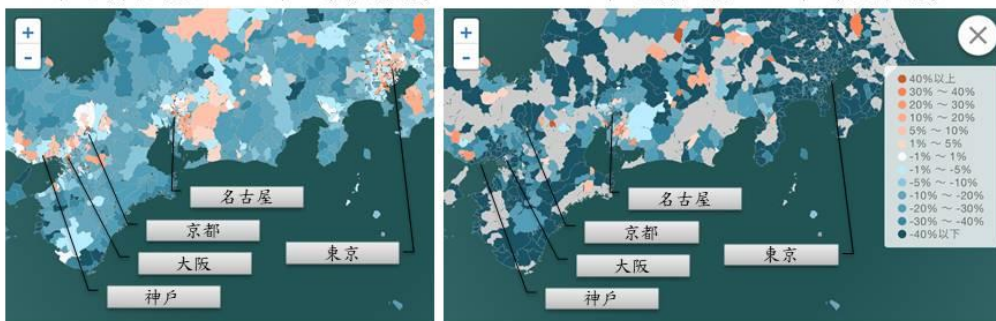 +
-
名古屋
京都
大阪
東京
神戸
+
-
×
40%以上
30% ～ 40%
20% ～ 30%
10% ～ 20%
5% ～ 10%
1% ～ 5%
-1% ～ 1%
-1% ～ -5%
-5% ～ -10%
-10% ～ -20%
-20% ～ -30%
-30% ～ -40%
-40%以下
名古屋
京都
大阪
東京
神戸